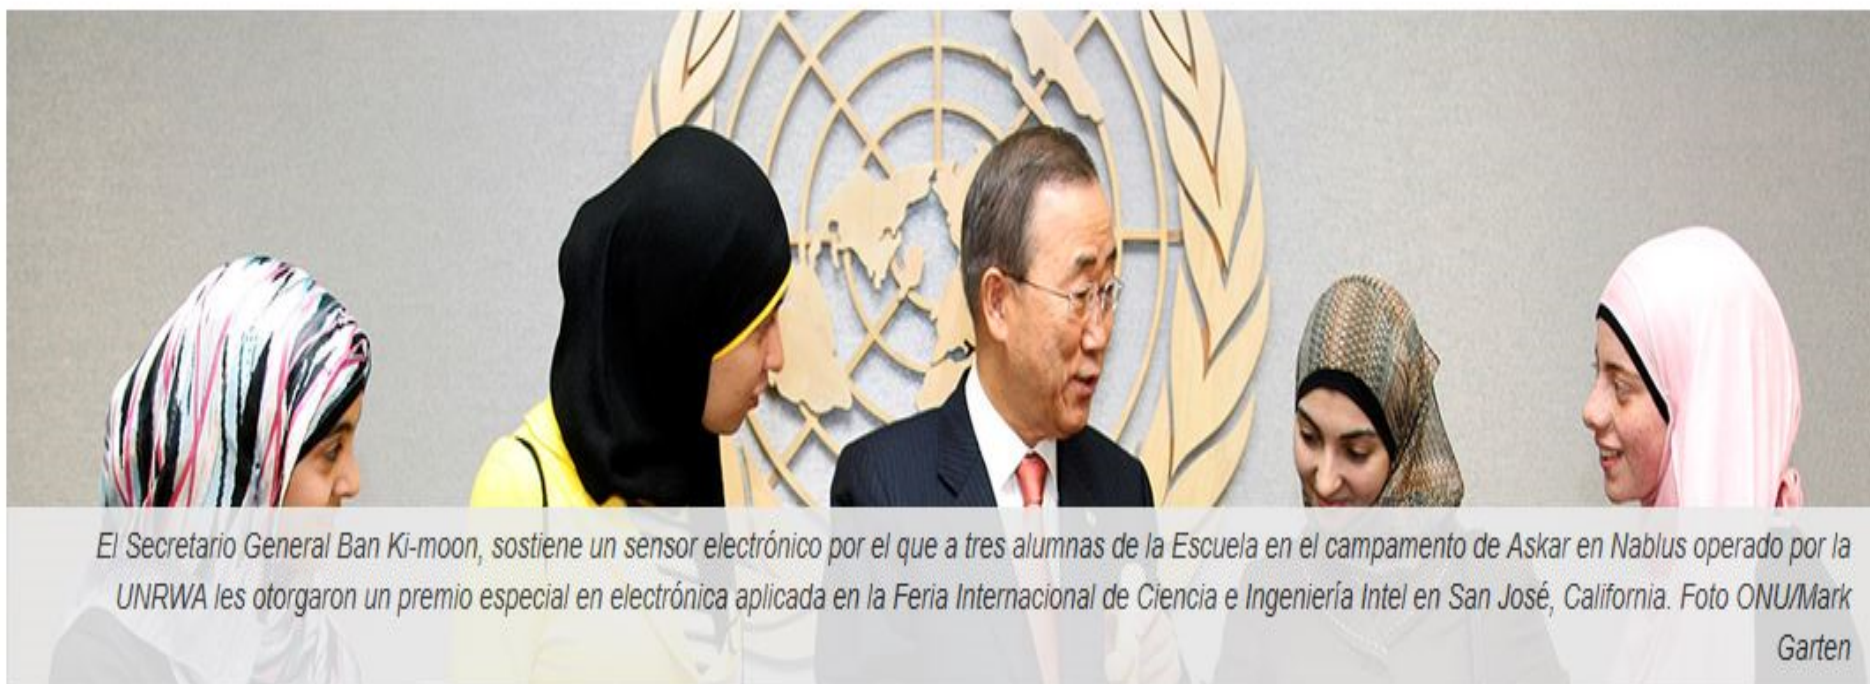 El Secretario General Ban Ki-moon, sostiene un sensor electrónico por el que a tres alumnas de la Escuela en el campamento de Askar en Nablus operado por la
UNRWA les otorgaron un premio especial en electrónica aplicada en la Feria Internacional de Ciencia e Ingeniería Intel en San José, California. Foto ONU/Mark
Garten